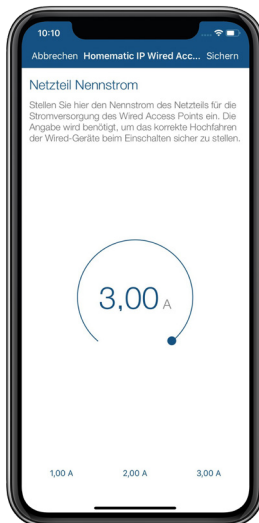 10:10
Abbrechen Homematic IP Wired Acc... Sichern
Netzteil Nennstrom
Stellen Sie hier den Nennstrom des Netzteils für die
Stromversorgung des Wired Access Points ein. Die
Angabe wird benötigt, um das korrekte Hochfahren
der Wired-Geräte beim Einschalten sicher zu stellen.
3,00 A
1,00 A 2,00 A 3,00 A